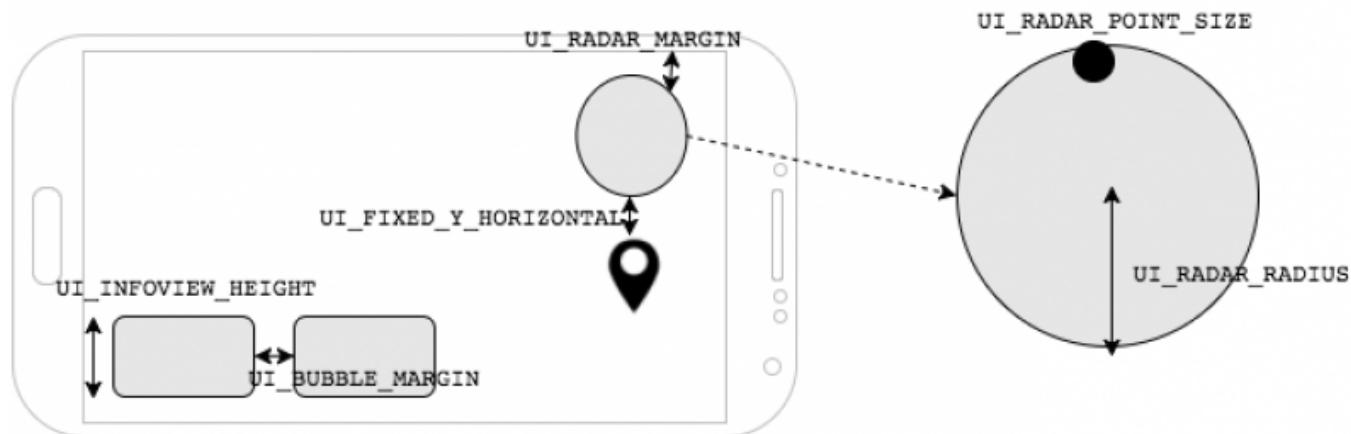 UI_RADAR_POINT_SIZE
UI_RADAR_MARGIN
UI_FIXED_Y_HORIZONTAL
UI_RADAR_RADIUS
UI_INFOVIEW_HEIGHT
UI_BUBBLE_MARGIN